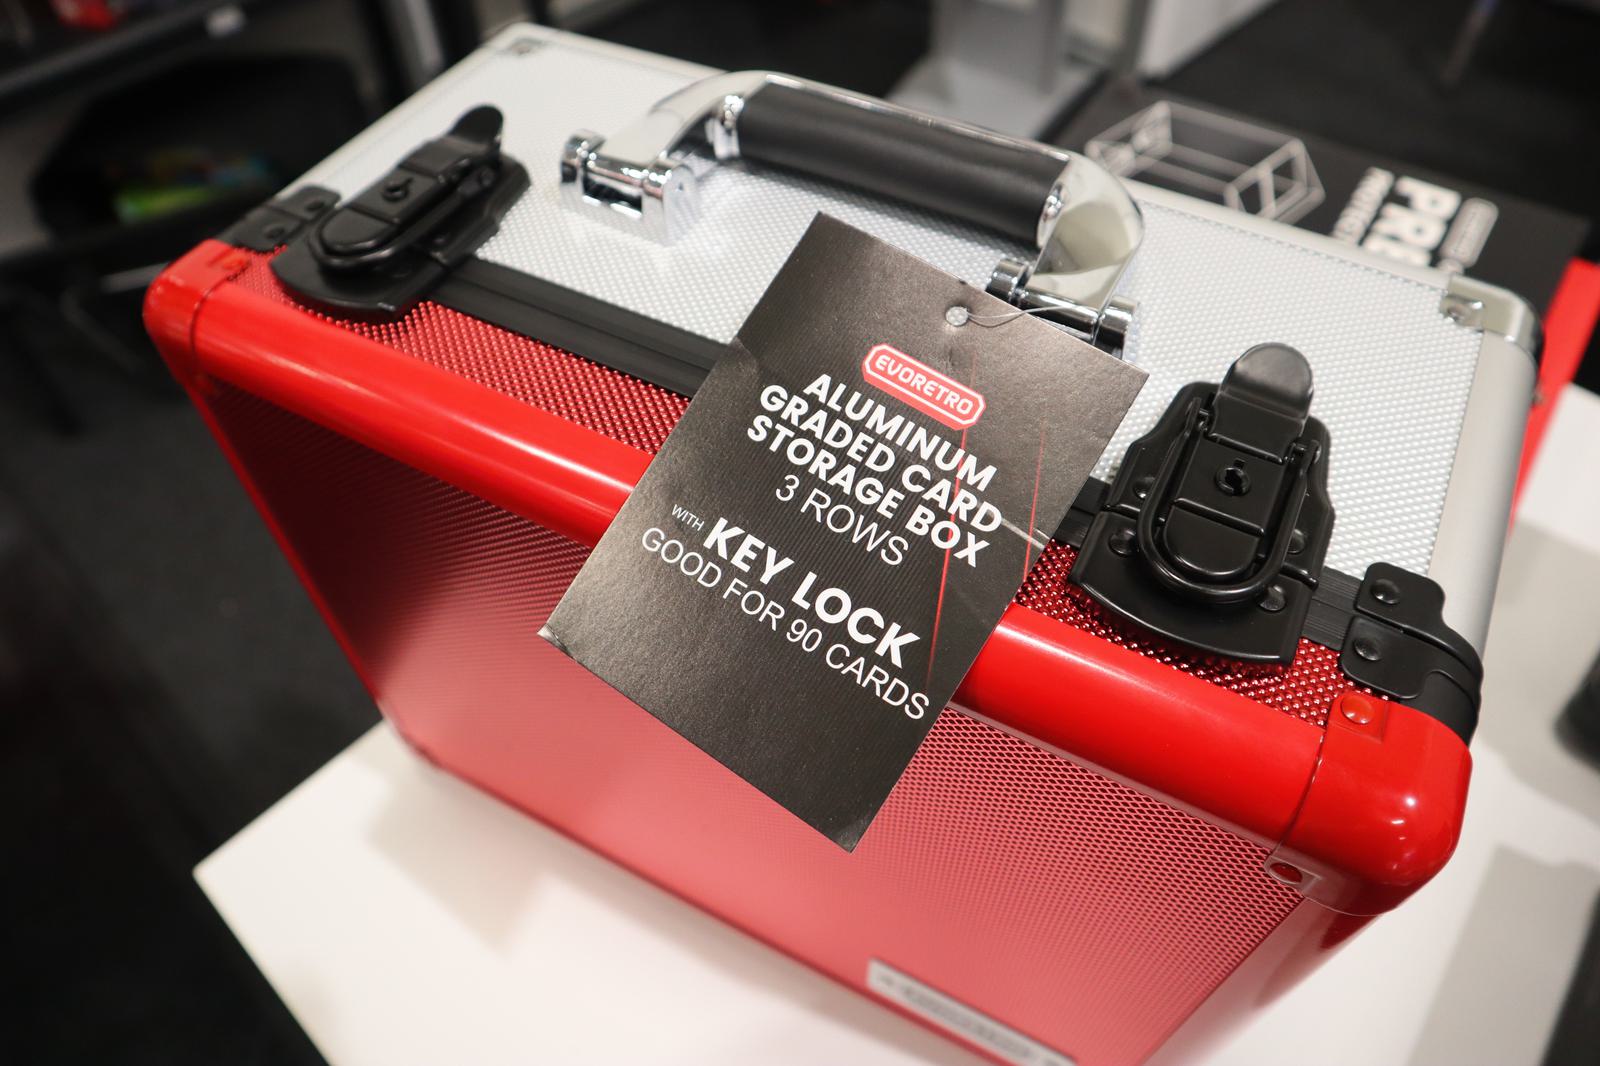 EVORETRO
ALUMINUM
GRADED CARD
STORAGE BOX
3 ROWS
WITH KEY LOCK
GOOD FOR 90 CARDS